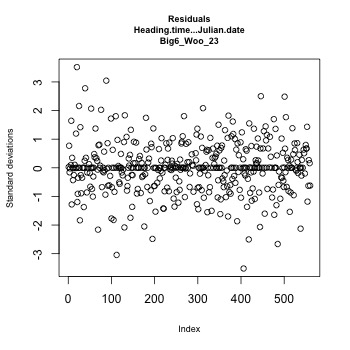 Residuals
Heading.time...Julian.date
Big6_Woo_23
Standard deviations
3
2
1
0
-1
-2
-3
0
100
200
300
400
500
Index